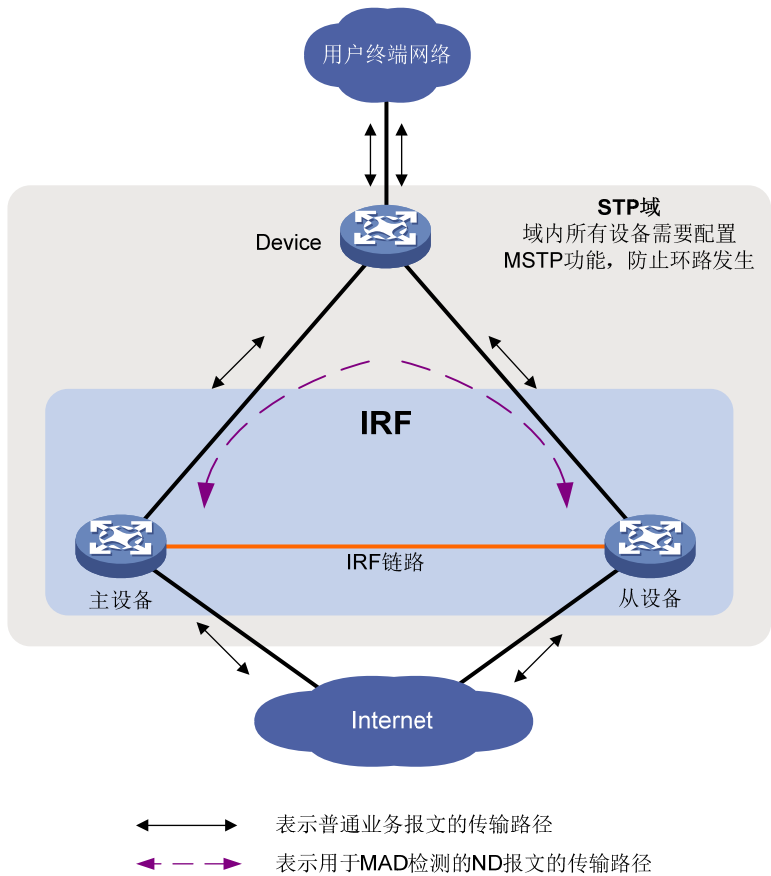 用户终端网络
STP域
域内所有设备需要配置
MSTP功能，防止环路发生
Device
IRF
IRF链路
主设备
从设备
Internet
表示普通业务报文的传输路径
表示用于MAD检测的ND报文的传输路径